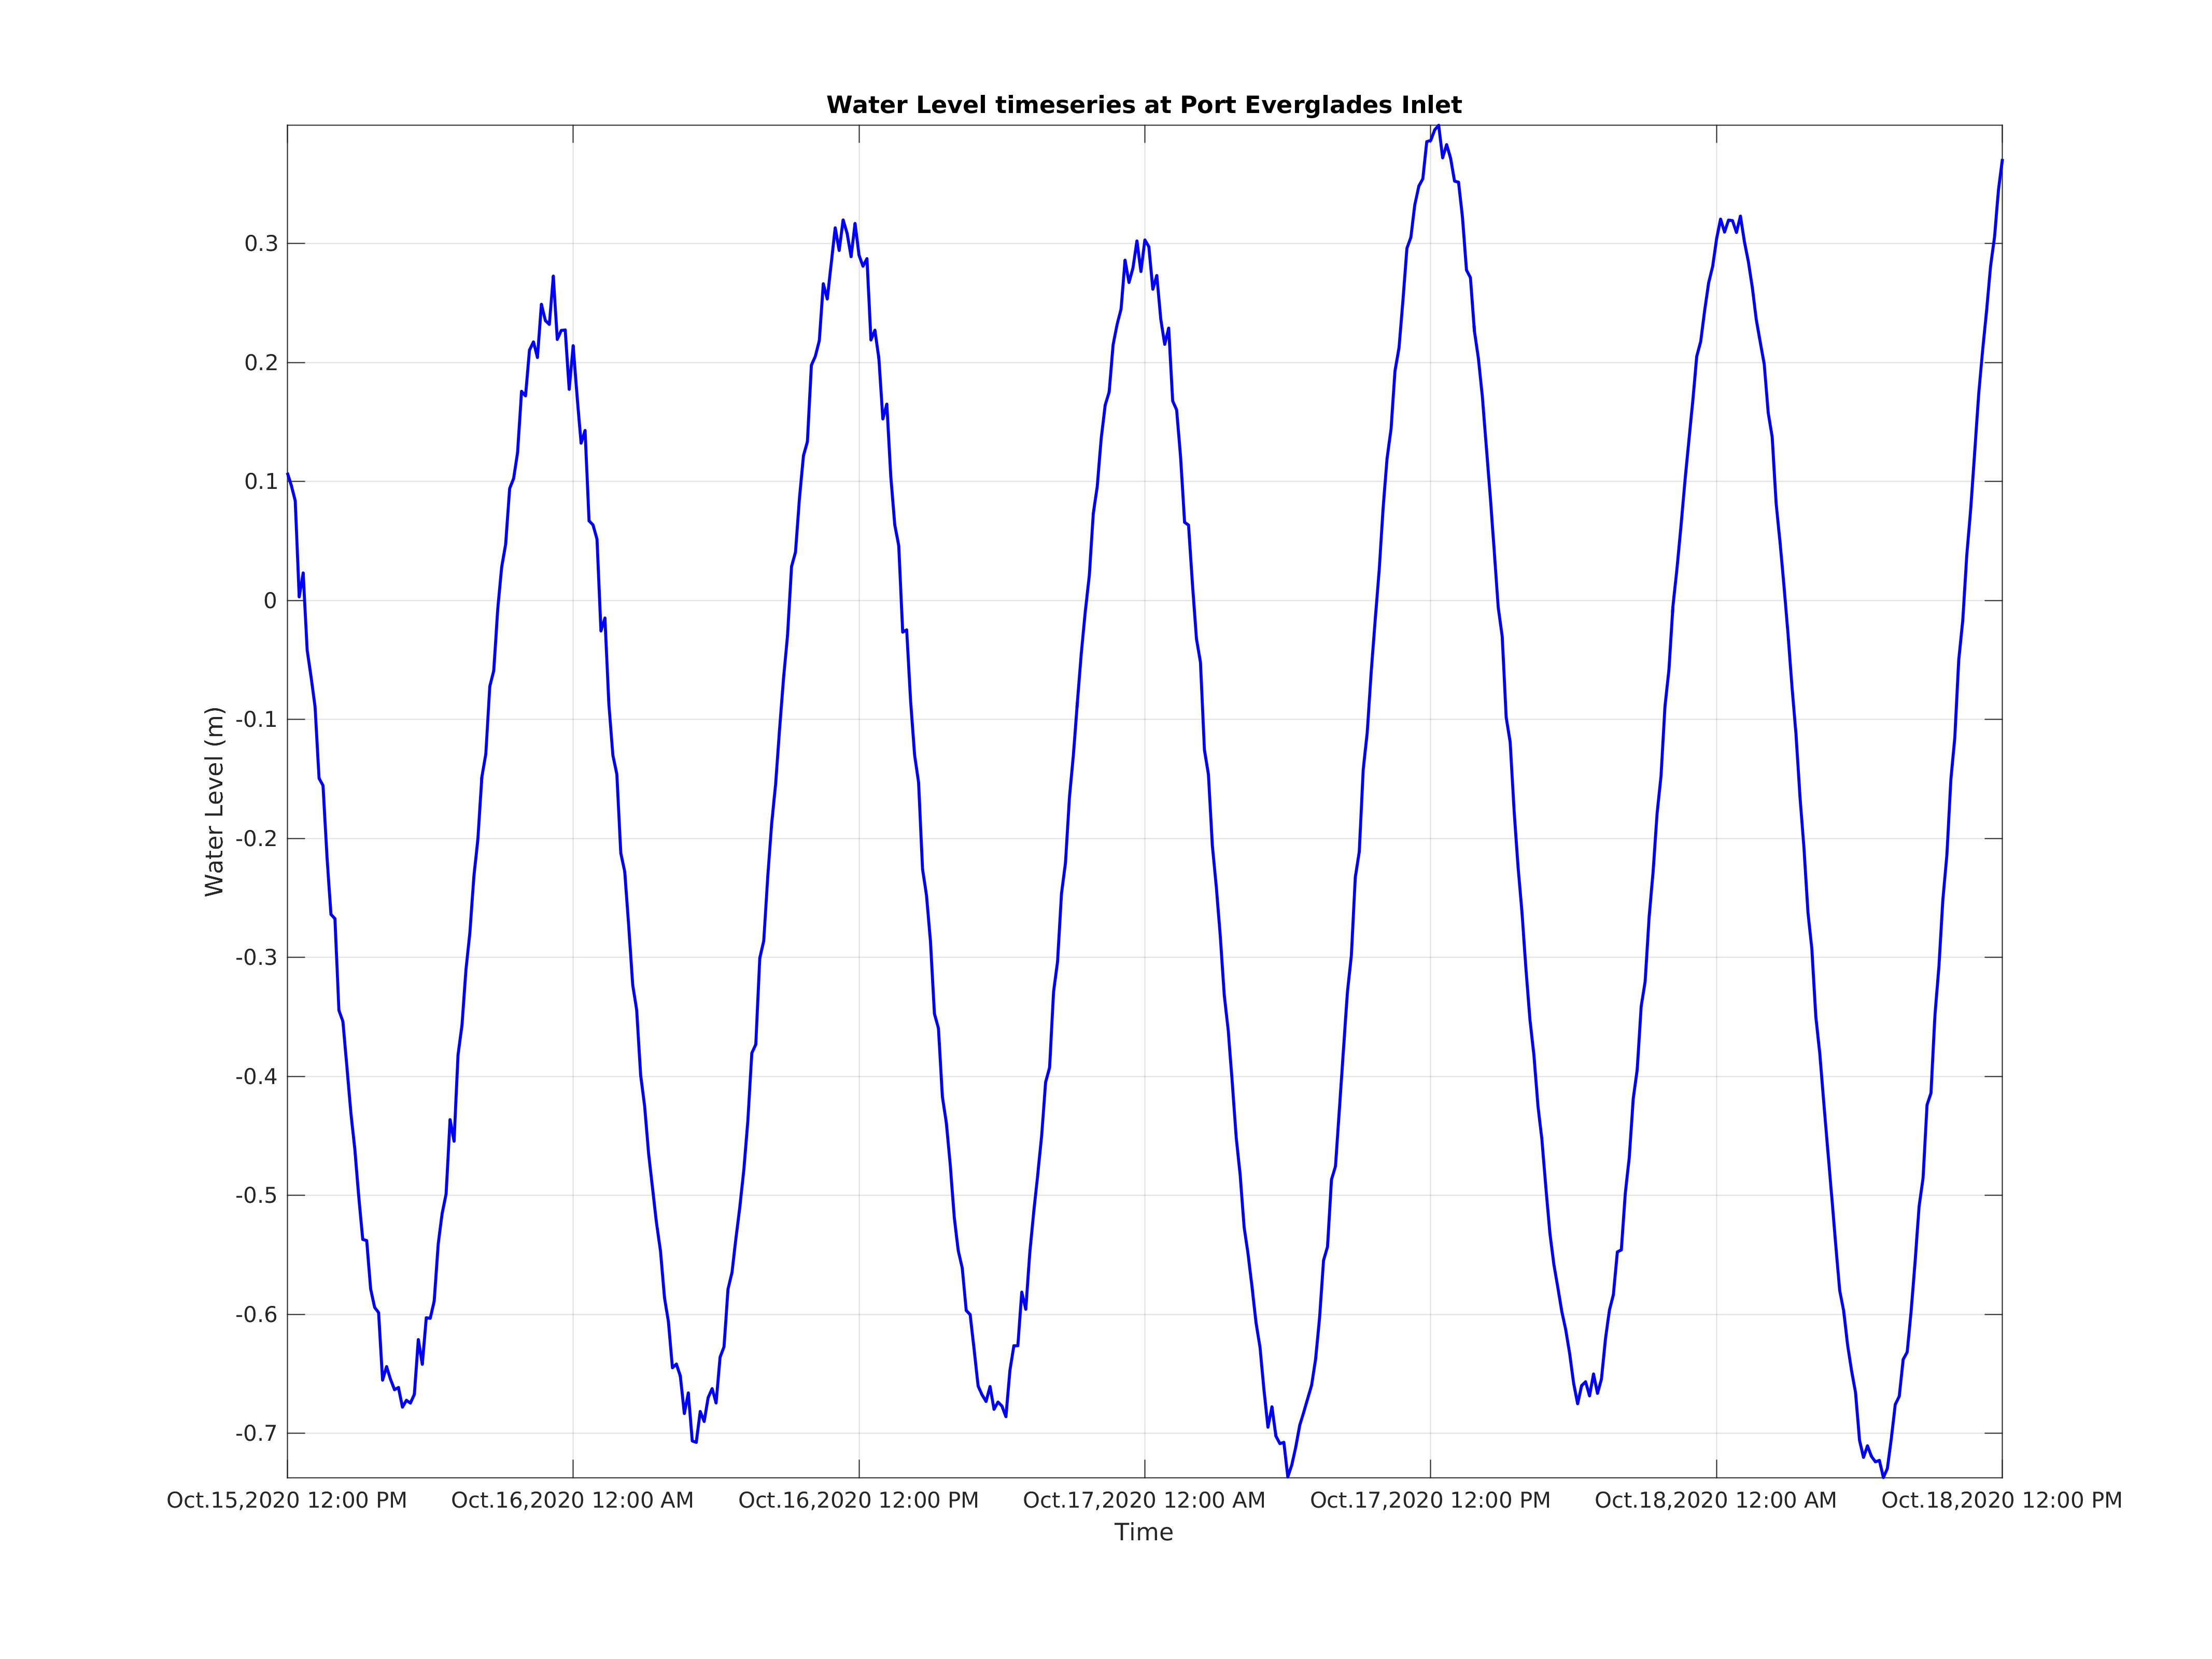 Water Level timeseries at Port Everglades Inlet
0.3
0.2
0.1
0
-0.1
-0.2
-0.3
-0.4
-0.5
-0.6
-0.7
Water Level (m)
Oct.15,2020 12:00 PM Oct.16,2020 12:00 AM Oct.16,2020 12:00 PM Oct.17,2020 12:00 AM Oct.17,2020 12:00 PM Oct.18,2020 12:00 AM Oct.18,2020 12:00 PM
Time